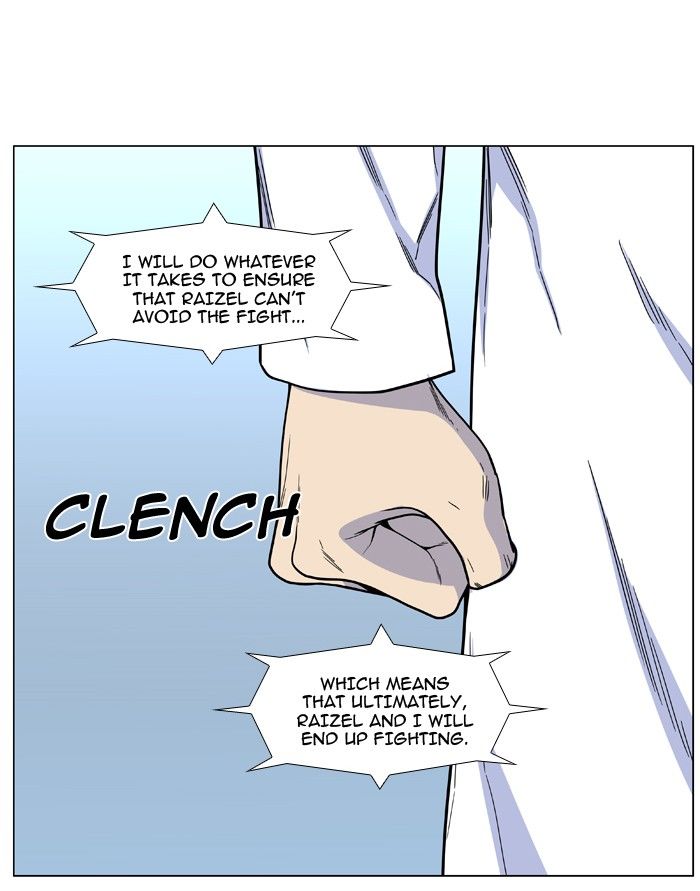 I WILL DO WHATEVER
IT TAKES TO ENSURE
THAT RAIZEL CAN'T
AVOID THE FIGHT...
CLENCH
WHICH MEANS
THAT ULTIMATELY,
RAIZEL AND I WILL
END UP FIGHTING.